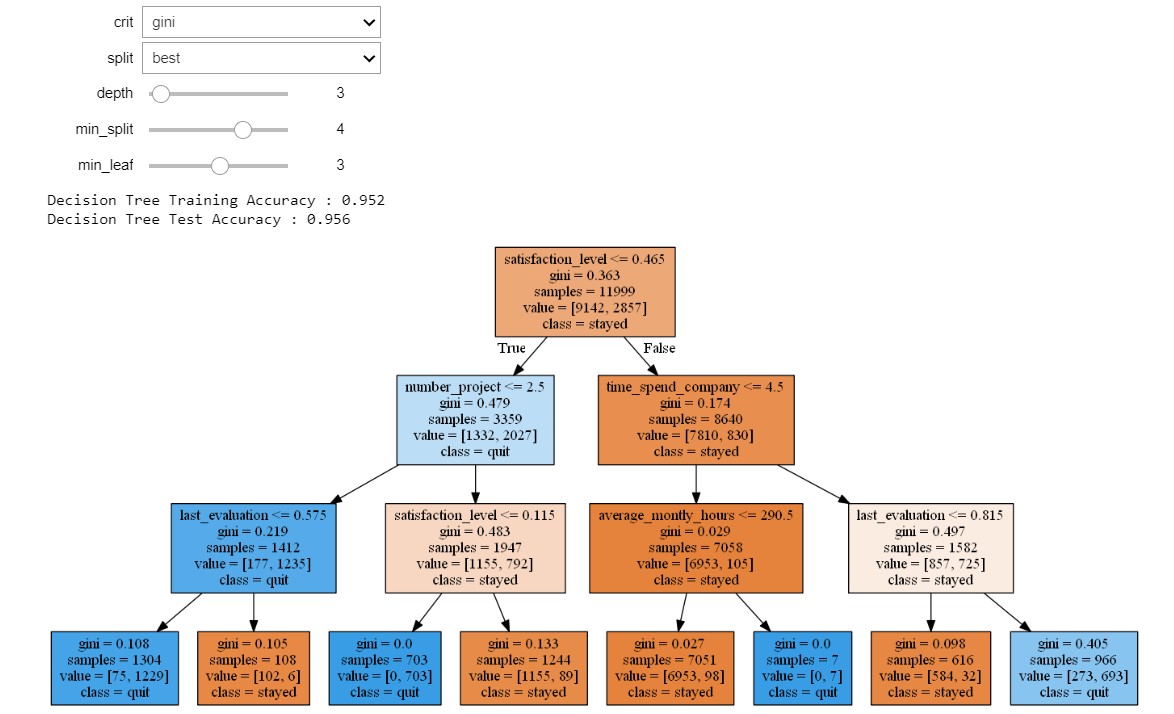 crit gini
split best
depth 3
min_split 4
min_leaf 3
Decision Tree Training Accuracy : 0.952
Decision Tree Test Accuracy : 0.956
satisfaction_level <= 0.465
gini = 0.363
samples = 11999
value = [9142, 2857]
class = stayed
True
False
number_project <= 2.5
gini = 0.479
samples = 3359
value = [1332, 2027]
class = quit
time_spend_company <= 4.5
gini = 0.174
samples = 8640
value = [7810, 830]
class = stayed
last_evaluation <= 0.575
gini = 0.219
samples = 1412
value = [177, 1235]
class = quit
satisfaction_level <= 0.115
gini = 0.483
samples = 1947
value = [1155, 792]
class = stayed
average_montly_hours <= 290.5
gini = 0.029
samples = 7058
value = [6953, 105]
class = stayed
last_evaluation <= 0.815
gini = 0.497
samples = 1582
value = [857, 725]
class = stayed
gini = 0.108
samples = 1304
value = [75, 1229]
class = quit
gini = 0.105
samples = 108
value = [102, 6]
class = stayed
gini = 0.0
samples = 703
value = [0, 703]
class = quit
gini = 0.133
samples = 1244
value = [1155, 89]
class = stayed
gini = 0.027
samples = 7051
value = [6953, 98]
class = stayed
gini = 0.0
samples = 7
value = [0, 7]
class = quit
gini = 0.098
samples = 616
value = [584, 32]
class = stayed
gini = 0.405
samples = 966
value = [273, 693]
class = quit